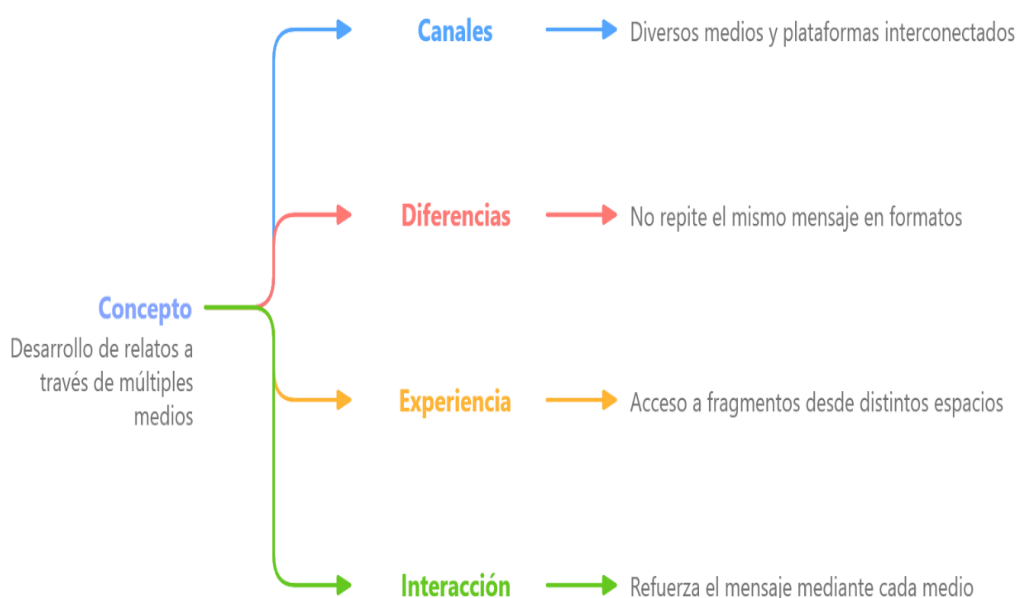 Canales
Diversos medios y plataformas interconectados
Diferencias
No repite el mismo mensaje en formatos
Concepto
Desarrollo de relatos a
través de múltiples
medios
Experiencia
Acceso a fragmentos desde distintos espacios
Interacción
Refuerza el mensaje mediante cada medio